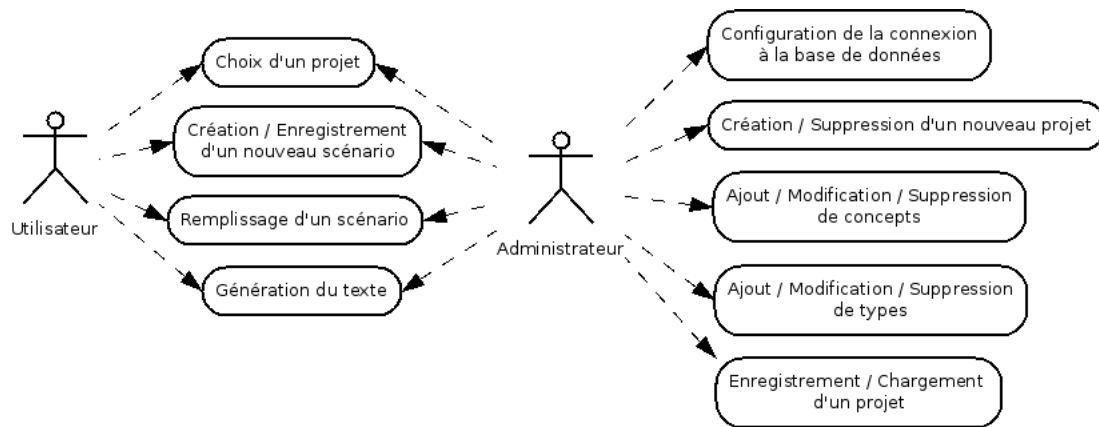 Choix d'un projet
Création / Enregistrement
d'un nouveau scénario
Remplissage d'un scénario
Génération du texte
Utilisateur
Administrateur
Configuration de la connexion
à la base de données
Création / Suppression d'un nouveau projet
Ajout / Modification / Suppression
de concepts
Ajout / Modification / Suppression
de types
Enregistrement / Chargement
d'un projet